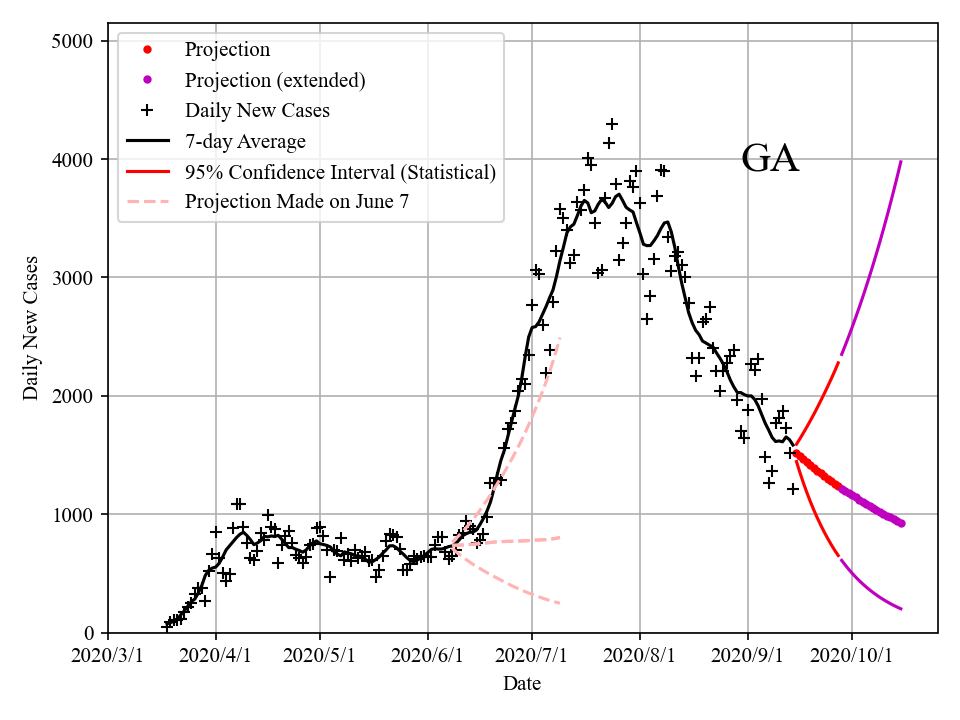 5000
4000
3000
2000
1000
0
Daily New Cases
Projection
Projection (extended)
Daily New Cases
7-day Average
95% Confidence Interval (Statistical)
Projection Made on June 7
GA
2020/3/1 2020/4/1 2020/5/1 2020/6/1 2020/7/1 2020/8/1 2020/9/1 2020/10/1
Date